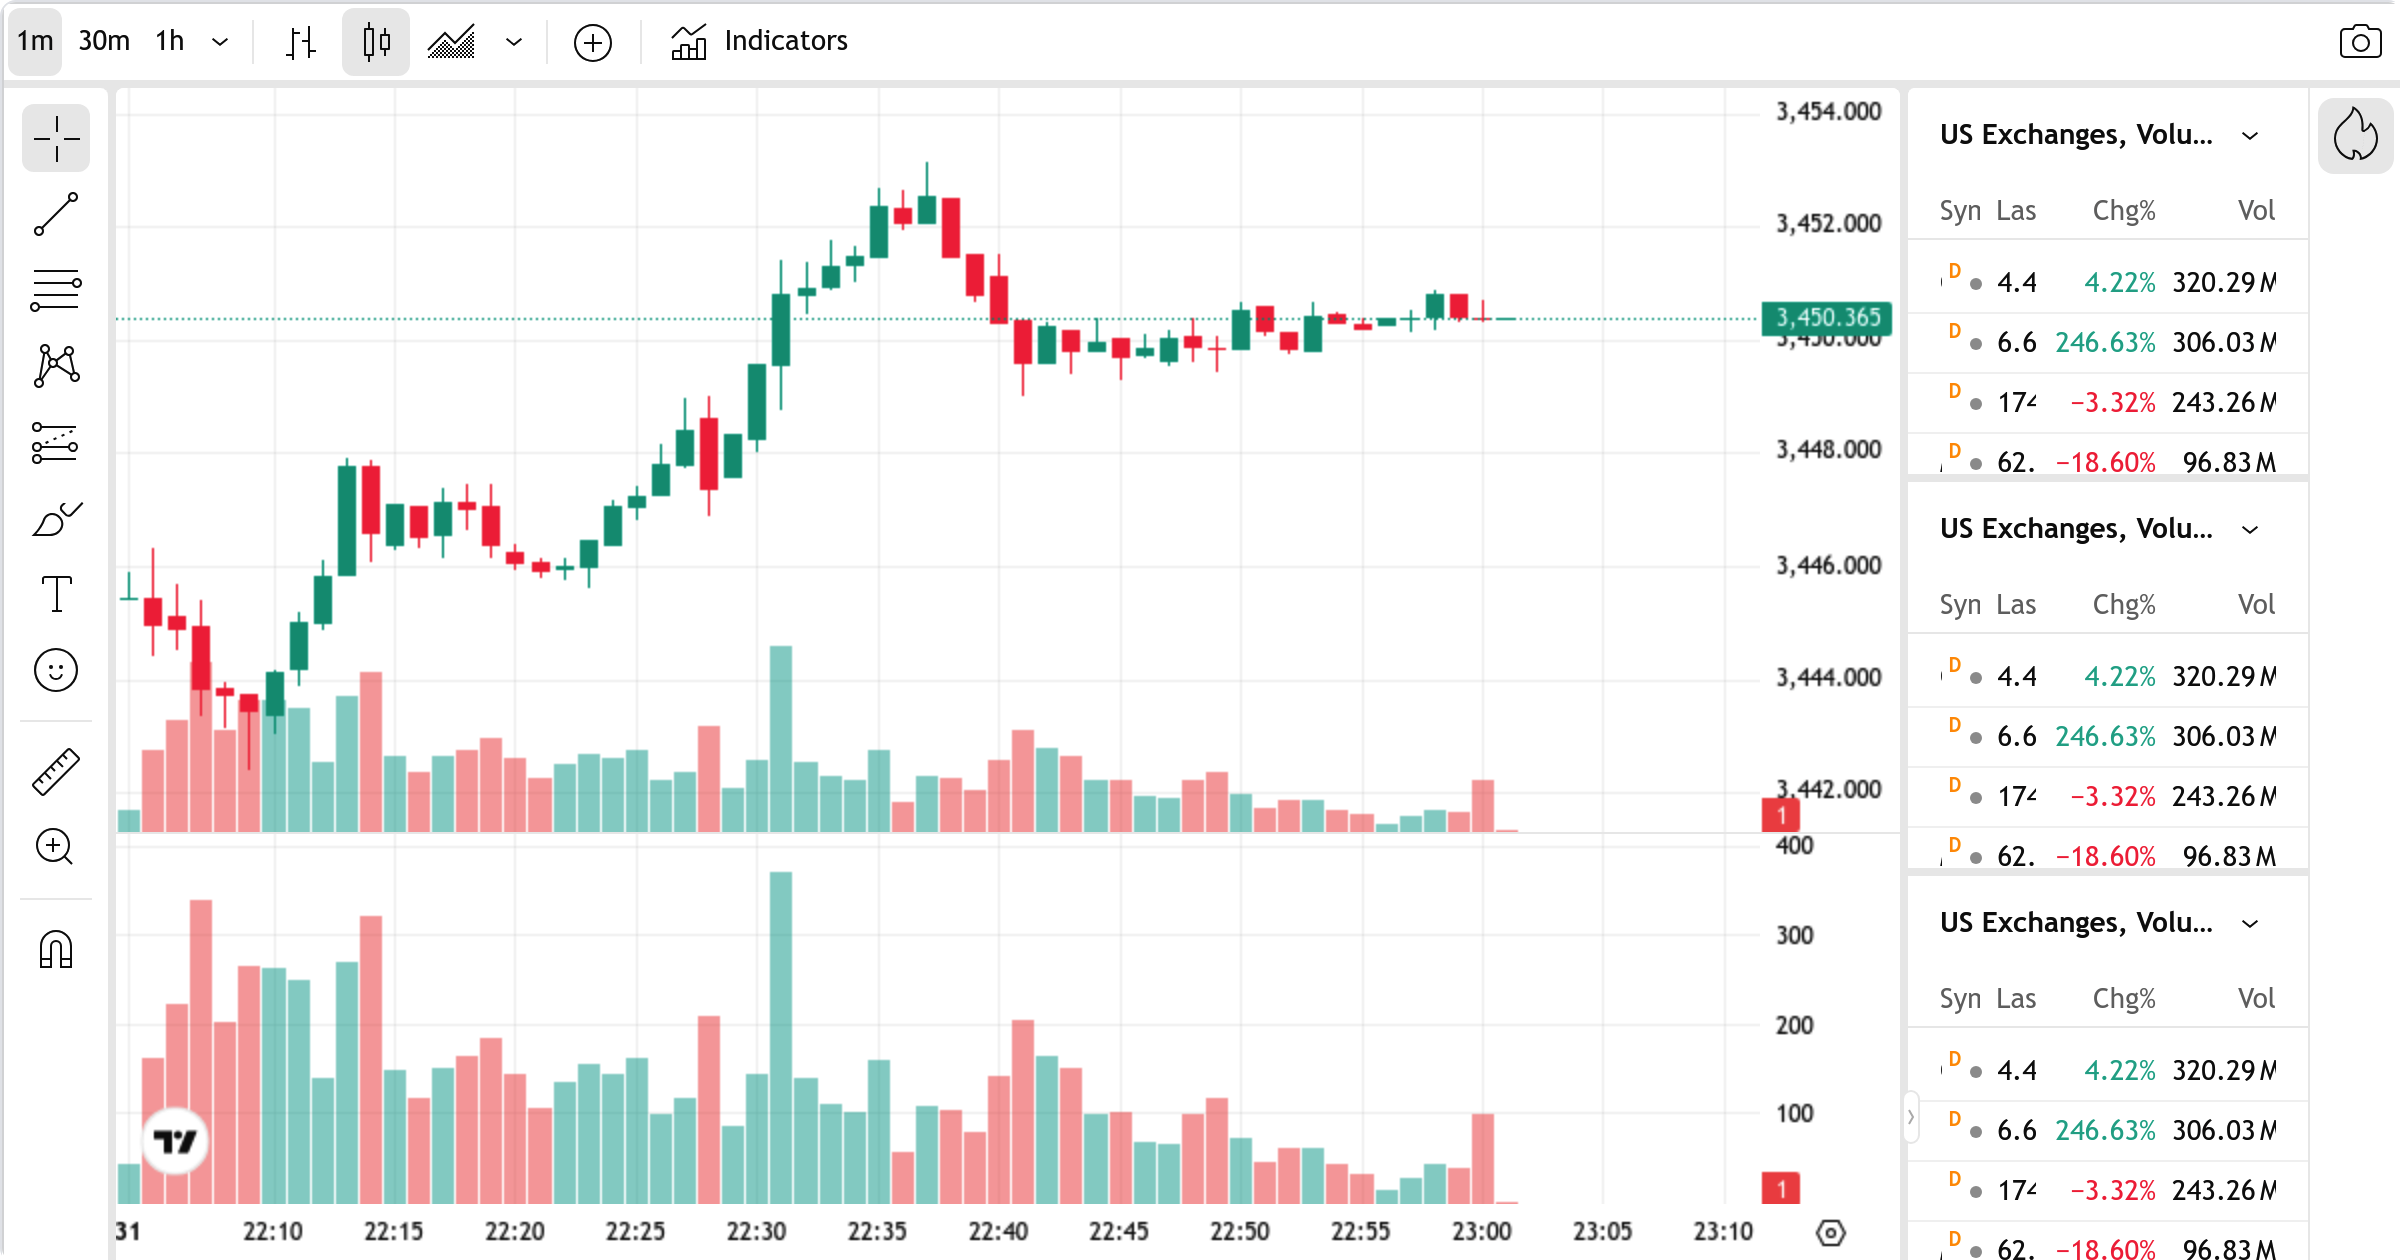 1m 30m 1h Indicators
3,454.000
3,452.000
3,450.365
3,450.000
3,448.000
3,446.000
3,444.000
3,442.000
1
400
300
200
100
1
31 22:10 22:15 22:20 22:25 22:30 22:35 22:40 22:45 22:50 22:55 23:00 23:05 23:10
US Exchanges, Volu...
Syn Las Chg% Vol
D 4.4 4.22% 320.29 M
D 6.6 246.63% 306.03 M
D 174 −3.32% 243.26 M
D 62. −18.60% 96.83 M
US Exchanges, Volu...
Syn Las Chg% Vol
D 4.4 4.22% 320.29 M
D 6.6 246.63% 306.03 M
D 174 −3.32% 243.26 M
D 62. −18.60% 96.83 M
US Exchanges, Volu...
Syn Las Chg% Vol
D 4.4 4.22% 320.29 M
D 6.6 246.63% 306.03 M
D 174 −3.32% 243.26 M
D 62. −18.60% 96.83 M